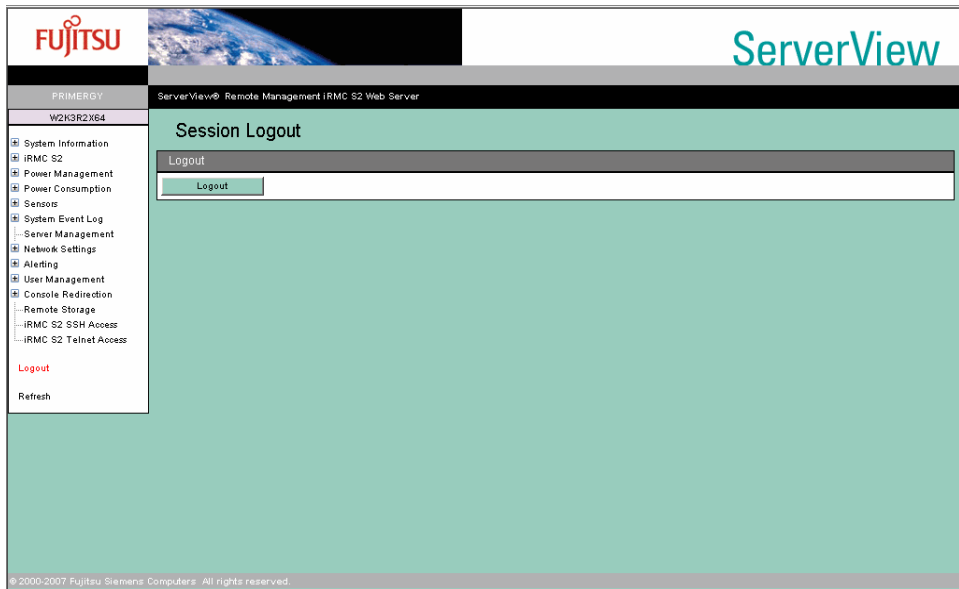 FUJITSU
ServerView
PRIMERGY
ServerView® Remote Management iRMC S2 Web Server
W2K3R2X64
System Information
iRMC S2
Power Management
Power Consumption
Sensors
System Event Log
Server Management
Network Settings
Alerting
User Management
Console Redirection
Remote Storage
iRMC S2 SSH Access
iRMC S2 Telnet Access
Logout
Refresh
Session Logout
Logout
Logout
© 2000-2007 Fujitsu Siemens Computers All rights reserved.